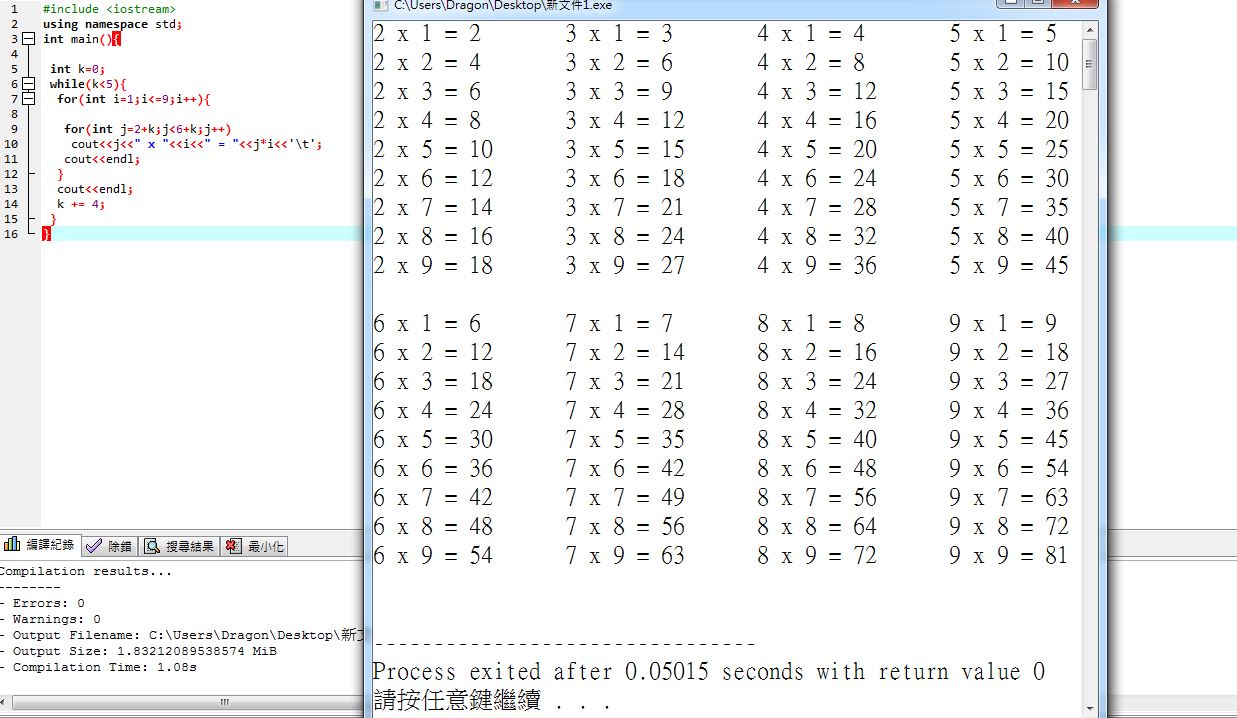 1 #include <iostream>
2 using namespace std;
3 int main(){
4
5 int k=0;
6 while(k<5){
7 for(int i=1;i<=9;i++){
8
9 for(int j=2+k;j<6+k;j++)
10 cout<<j<<" x "<<i<<" = "<<j*i<<'\t';
11 cout<<endl;
12 }
13 cout<<endl;
14 k += 4;
15 }
16 }
編譯紀錄 除錯 搜尋結果 最小化
Compilation results...
--------
- Errors: 0
- Warnings: 0
- Output Filename: C:\Users\Dragon\Desktop\新
- Output Size: 1.83212089538574 MiB
- Compilation Time: 1.08s
C:\Users\Dragon\Desktop\新文件1.exe
2 x 1 = 2 3 x 1 = 3 4 x 1 = 4 5 x 1 = 5
2 x 2 = 4 3 x 2 = 6 4 x 2 = 8 5 x 2 = 10
2 x 3 = 6 3 x 3 = 9 4 x 3 = 12 5 x 3 = 15
2 x 4 = 8 3 x 4 = 12 4 x 4 = 16 5 x 4 = 20
2 x 5 = 10 3 x 5 = 15 4 x 5 = 20 5 x 5 = 25
2 x 6 = 12 3 x 6 = 18 4 x 6 = 24 5 x 6 = 30
2 x 7 = 14 3 x 7 = 21 4 x 7 = 28 5 x 7 = 35
2 x 8 = 16 3 x 8 = 24 4 x 8 = 32 5 x 8 = 40
2 x 9 = 18 3 x 9 = 27 4 x 9 = 36 5 x 9 = 45
6 x 1 = 6 7 x 1 = 7 8 x 1 = 8 9 x 1 = 9
6 x 2 = 12 7 x 2 = 14 8 x 2 = 16 9 x 2 = 18
6 x 3 = 18 7 x 3 = 21 8 x 3 = 24 9 x 3 = 27
6 x 4 = 24 7 x 4 = 28 8 x 4 = 32 9 x 4 = 36
6 x 5 = 30 7 x 5 = 35 8 x 5 = 40 9 x 5 = 45
6 x 6 = 36 7 x 6 = 42 8 x 6 = 48 9 x 6 = 54
6 x 7 = 42 7 x 7 = 49 8 x 7 = 56 9 x 7 = 63
6 x 8 = 48 7 x 8 = 56 8 x 8 = 64 9 x 8 = 72
6 x 9 = 54 7 x 9 = 63 8 x 9 = 72 9 x 9 = 81
--------------------------------
Process exited after 0.05015 seconds with return value 0
請按任意鍵繼續 . . .